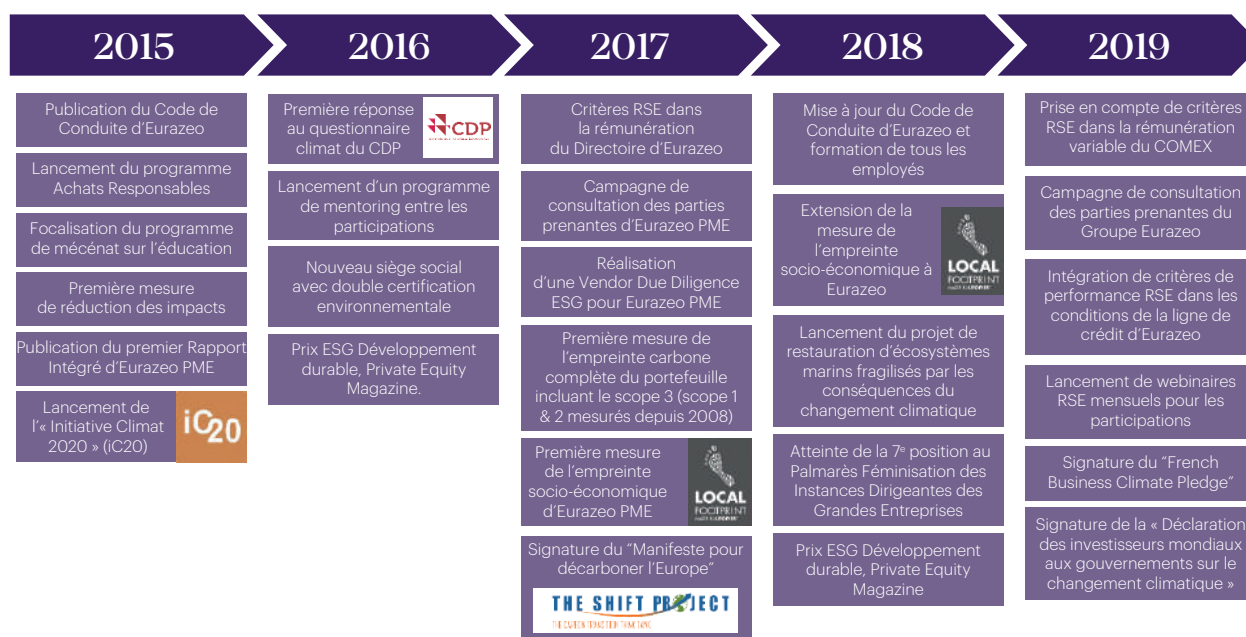 2015
Publication du Code de
Conduite d'Eurazeo
Lancement du programme
Achats Responsables
Focalisation du programme
de mécénat sur l'éducation
Première mesure
de réduction des impacts
Publication du premier Rapport
Intégré d'Eurazeo PME
Lancement de
l'« Initiative Climat
2020 » (iC20)
iC20
2016
Première réponse
au questionnaire
climat du CDP
CDP
Lancement d'un programme
de mentoring entre les
participations
Nouveau siège social
avec double certification
environnementale
Prix ESG Développement
durable, Private Equity
Magazine.
2017
Critères RSE dans
la rémunération
du Directoire d'Eurazeo
Campagne de
consultation des parties
prenantes d'Eurazeo PME
Réalisation
d'une Vendor Due Diligence
ESG pour Eurazeo PME
Première mesure de
l'empreinte carbone
complète du portefeuille
incluant le scope 3 (scope 1
& 2 mesurés depuis 2008)
Première mesure
de l'empreinte
socio-économique
d'Eurazeo PME
LOCAL
FOOTPRINT
Signature du "Manifeste pour
décarboner l'Europe"
THE SHIFT PROJECT
THE CARBON TRANSITION THINK TANK
2018
Mise à jour du Code de
Conduite d'Eurazeo et
formation de tous les
employés
Extension de la
mesure de
l'empreinte
socio-économique à
Eurazeo
LOCAL
FOOTPRINT
Lancement du projet de
restauration d'écosystèmes
marins fragilisés par les
conséquences du
changement climatique
Atteinte de la 7e position au
Palmarès Féminisation des
Instances Dirigeantes des
Grandes Entreprises
Prix ESG Développement
durable, Private Equity
Magazine
2019
Prise en compte de critères
RSE dans la rémunération
variable du COMEX
Campagne de consultation
des parties prenantes du
Groupe Eurazeo
Intégration de critères de
performance RSE dans les
conditions de la ligne de
crédit d'Eurazeo
Lancement de webinaires
RSE mensuels pour les
participations
Signature du "French
Business Climate Pledge"
Signature de la « Déclaration
des investisseurs mondiaux
aux gouvernements sur le
changement climatique »